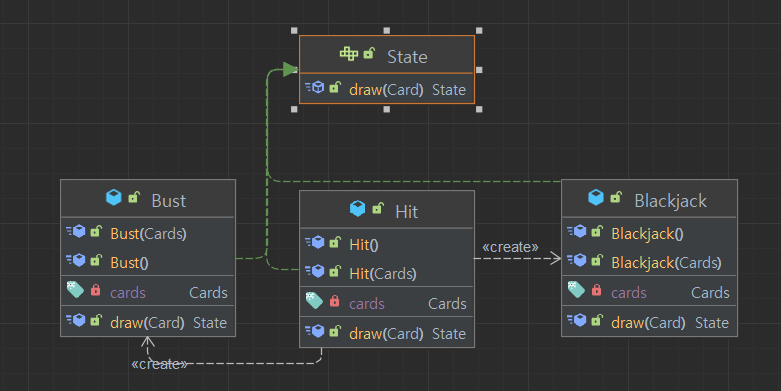 State
draw(Card) State
Bust
Bust(Cards)
Bust()
cards Cards
draw(Card) State
Hit
Hit()
Hit(Cards)
cards Cards
draw(Card) State
«create»
Blackjack
Blackjack()
Blackjack(Cards)
cards Cards
draw(Card) State
«create»